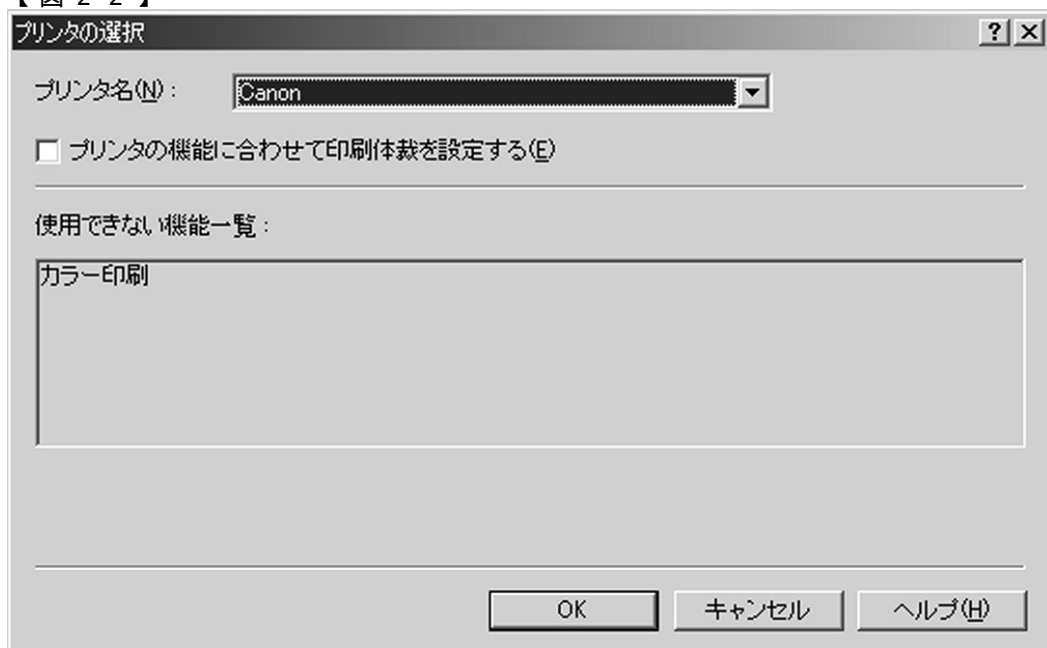 【図2-2】
プリンタの選択
プリンタ名(N): Canon
プリンタの機能に合わせて印刷体裁を設定する(E)
使用できない機能一覧:
カラー印刷
OK キャンセル ヘルプ(H)